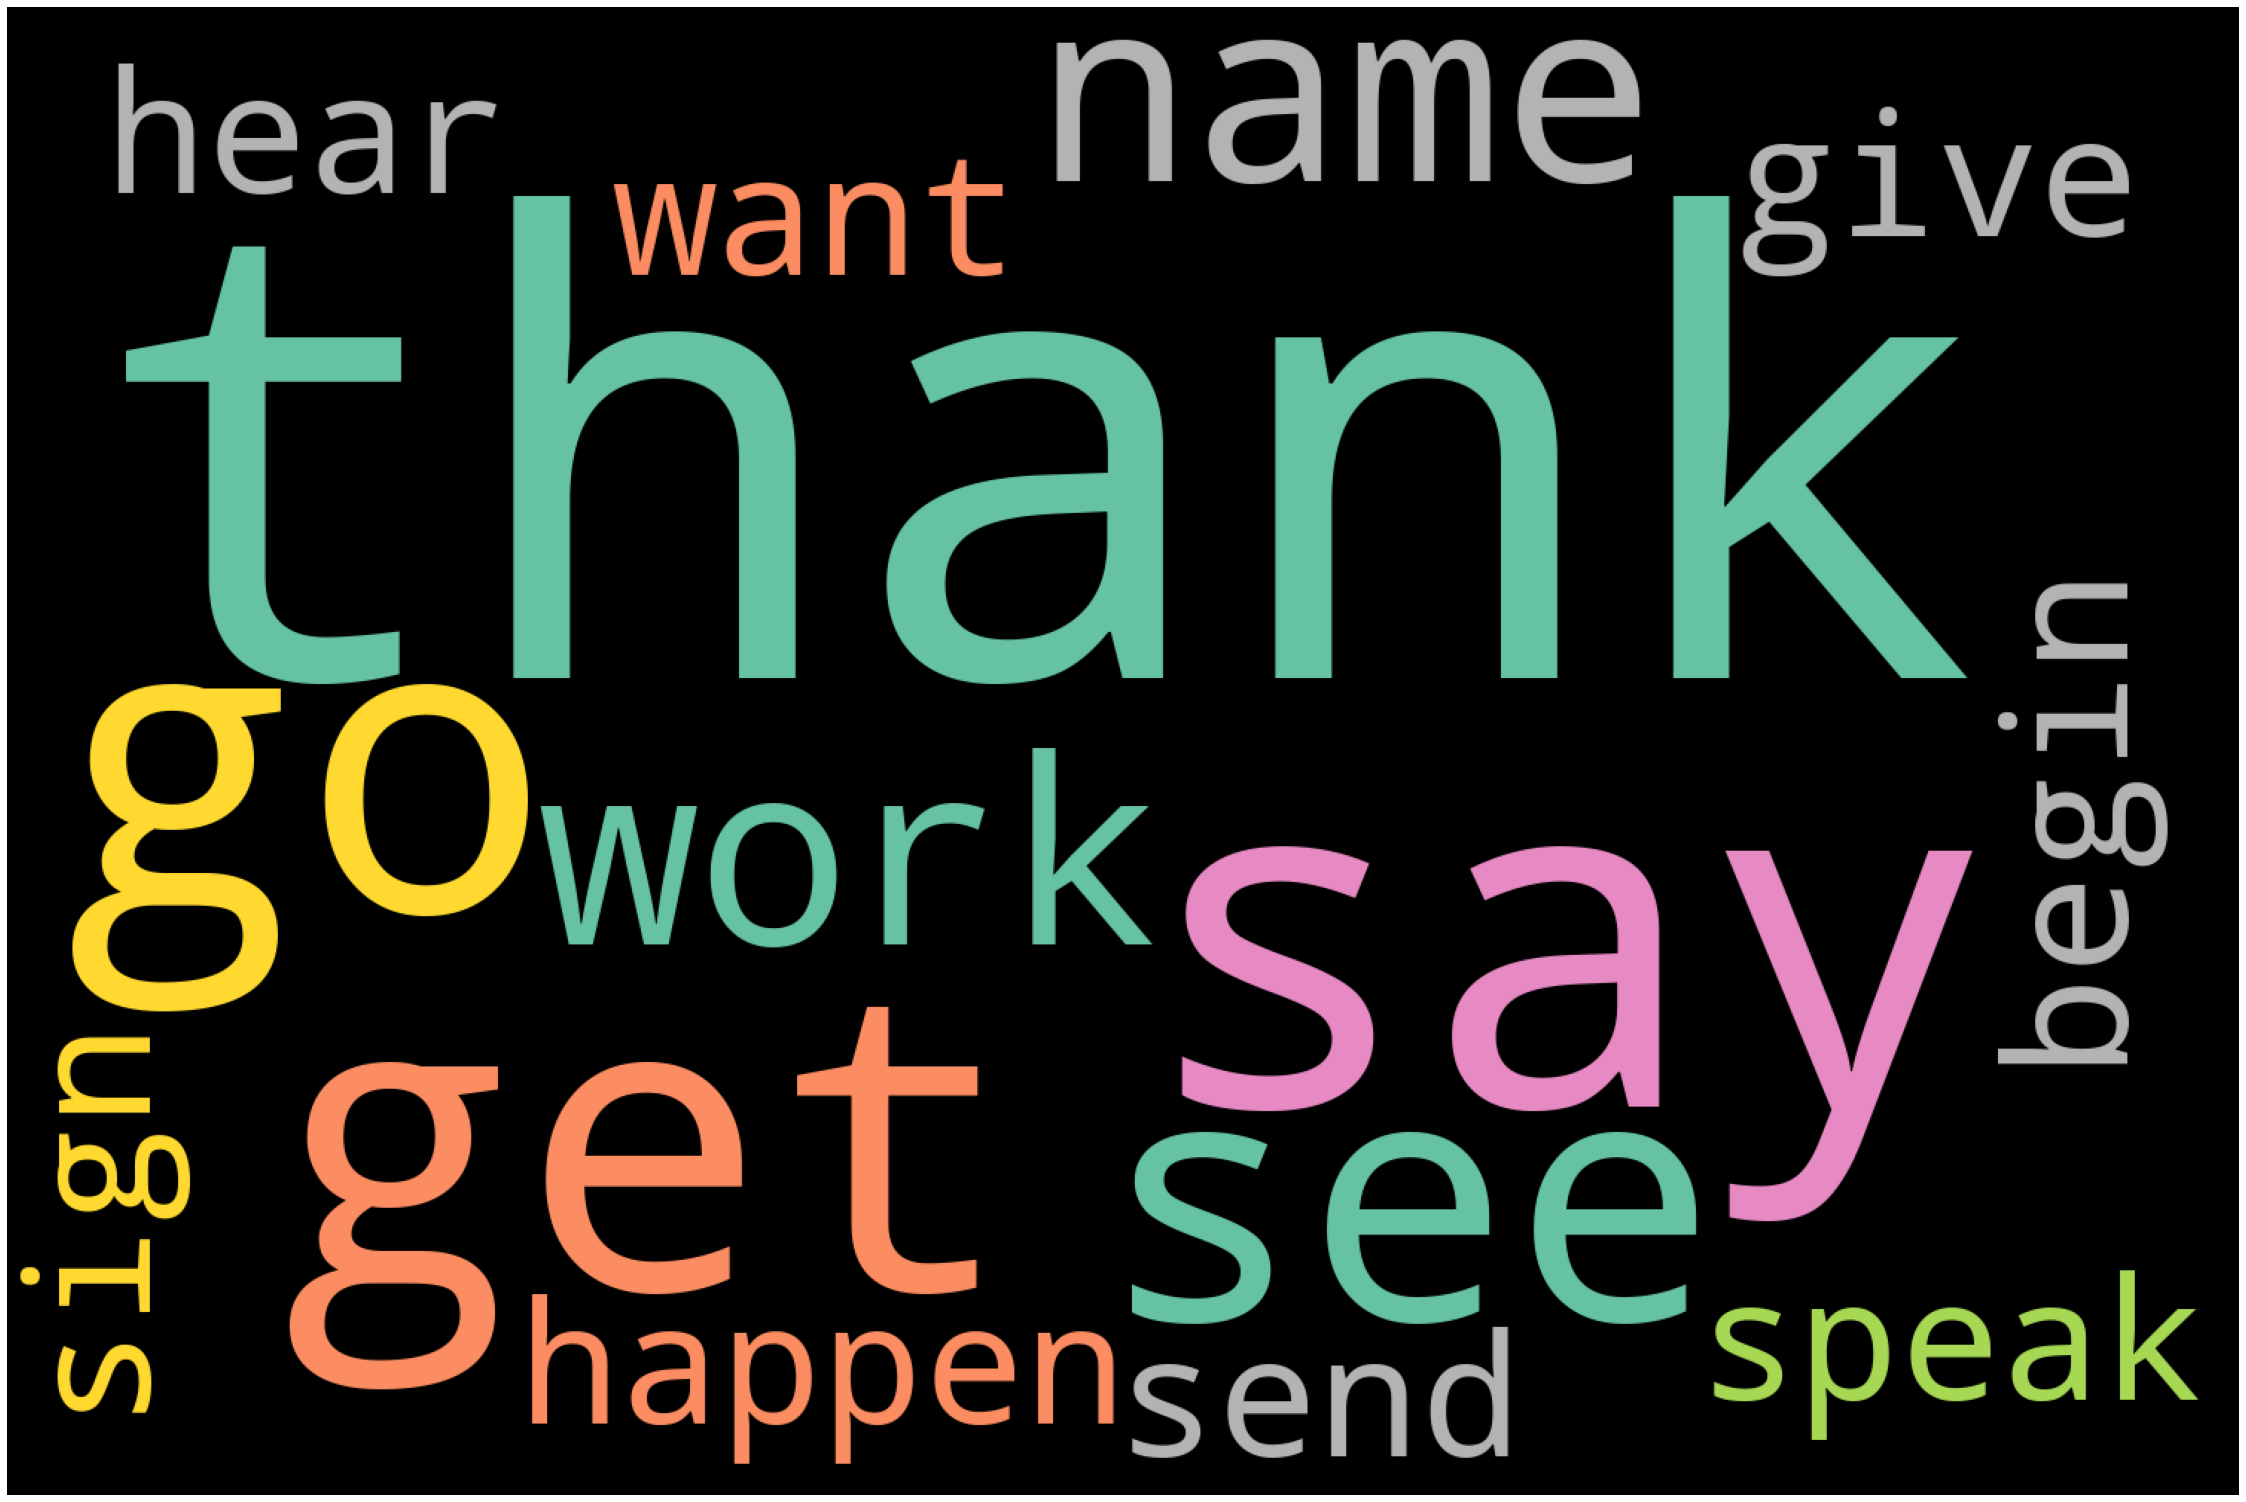 hear
want
name
give
thank
go
work
say
begin
sign
get
see
happen
send
speak